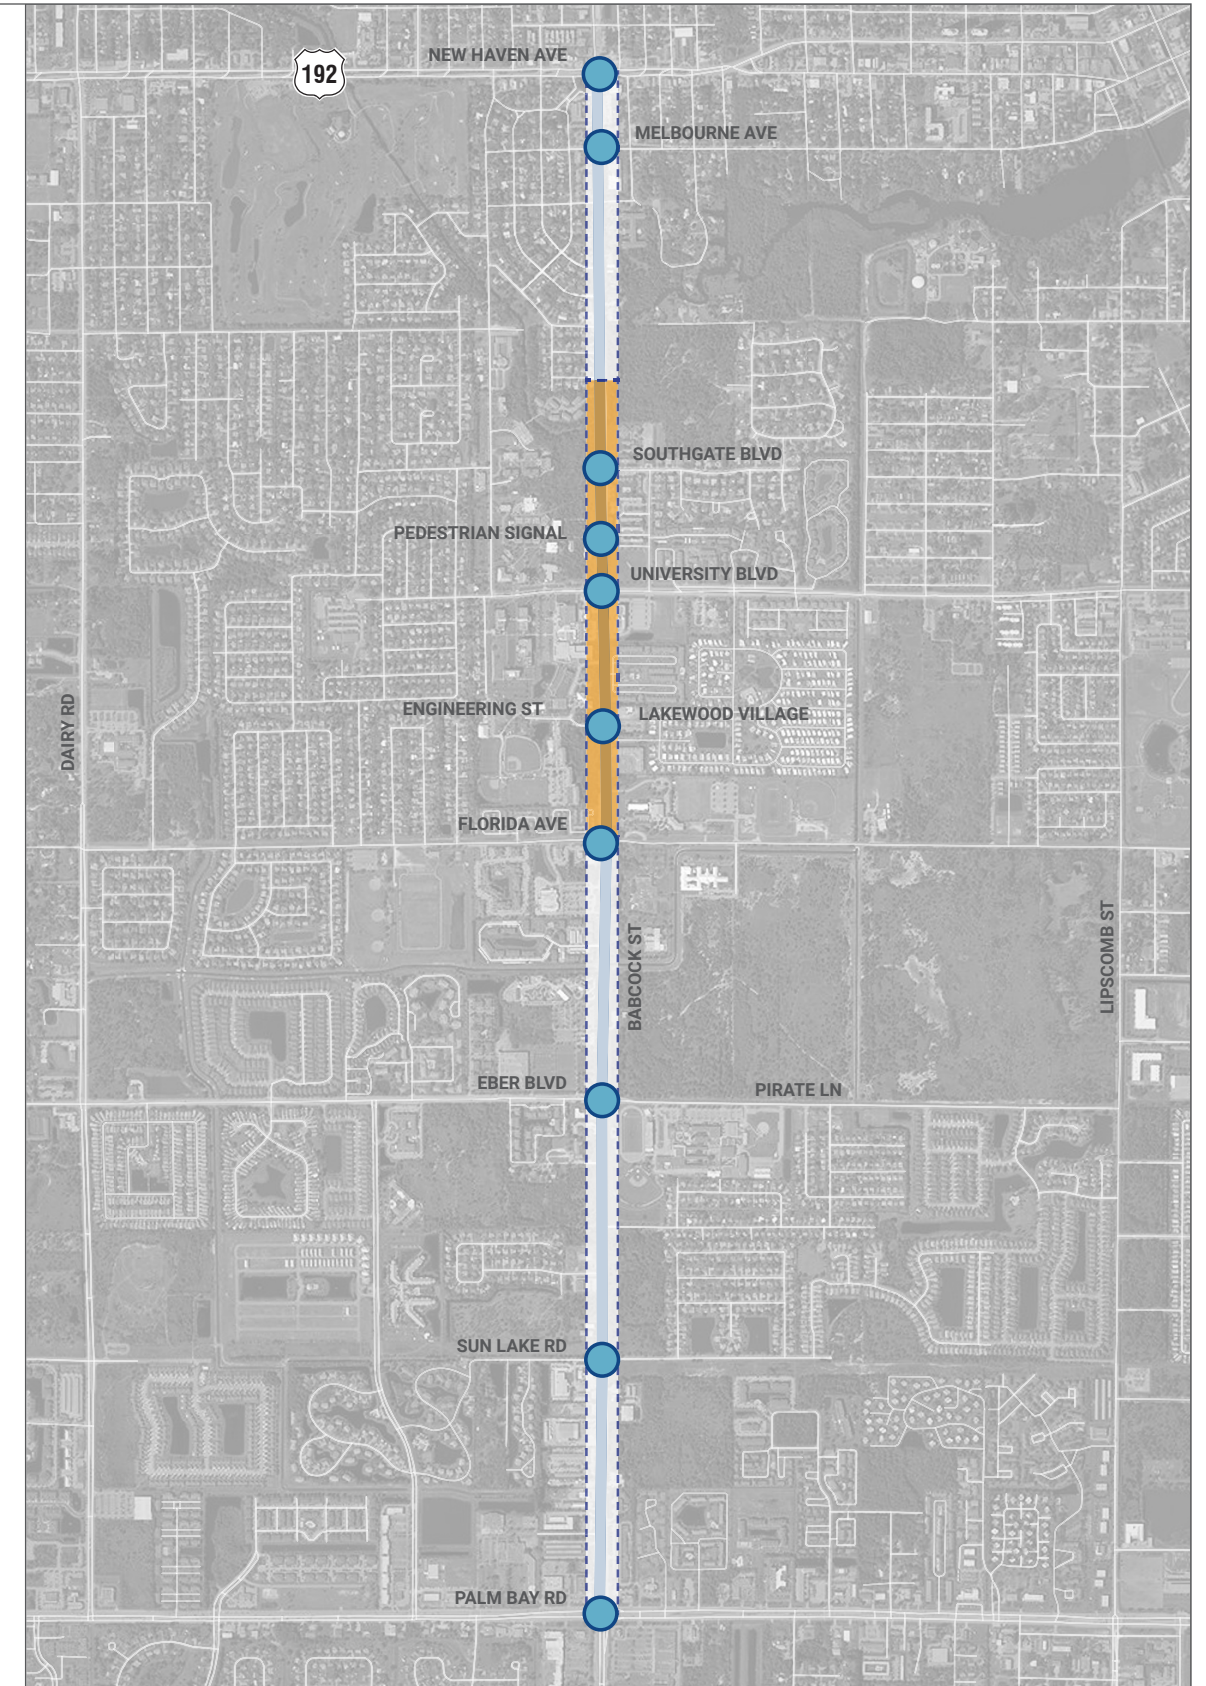 NEW HAVEN AVE
192
MELBOURNE AVE
SOUTHGATE BLVD
PEDESTRIAN SIGNAL
UNIVERSITY BLVD
DAIRY RD
ENGINEERING ST
LAKEWOOD VILLAGE
FLORIDA AVE
BABCOCK ST
LIPSCOMB ST
EBER BLVD
PIRATE LN
SUN LAKE RD
PALM BAY RD